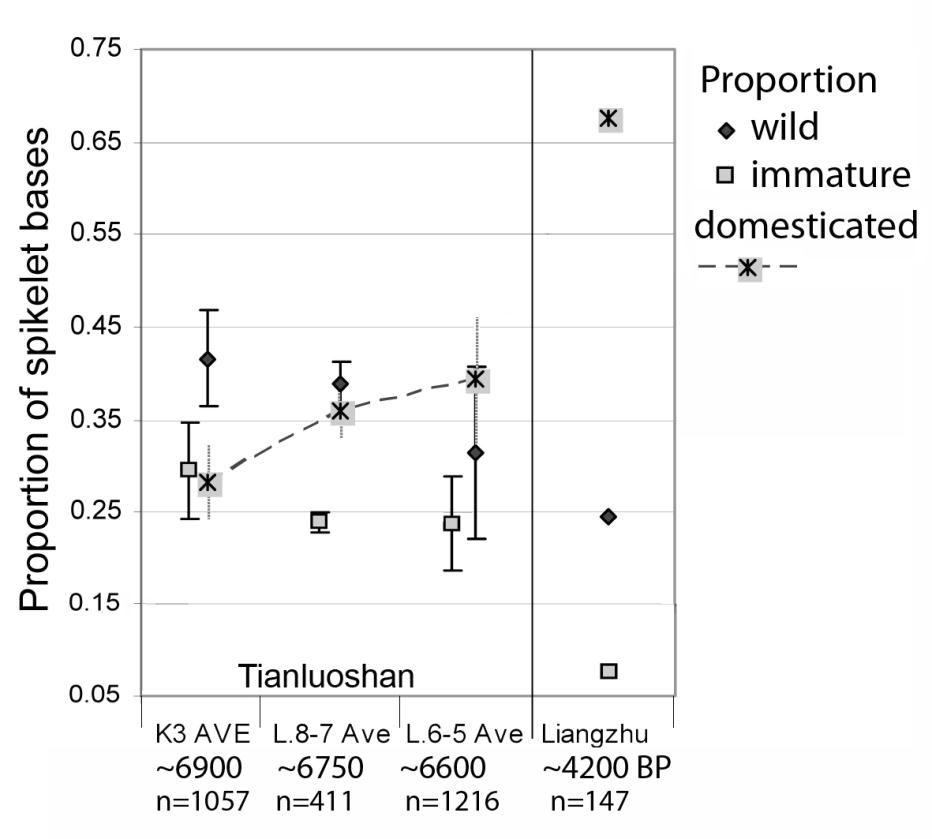 Proportion of spikelet bases
0.75
0.65
0.55
0.45
0.35
0.25
0.15
0.05
Tianluoshan
K3 AVE L.8-7 Ave L.6-5 Ave Liangzhu
~6900 ~6750 ~6600 ~4200 BP
n=1057 n=411 n=1216 n=147
Proportion
wild
immature
domesticated